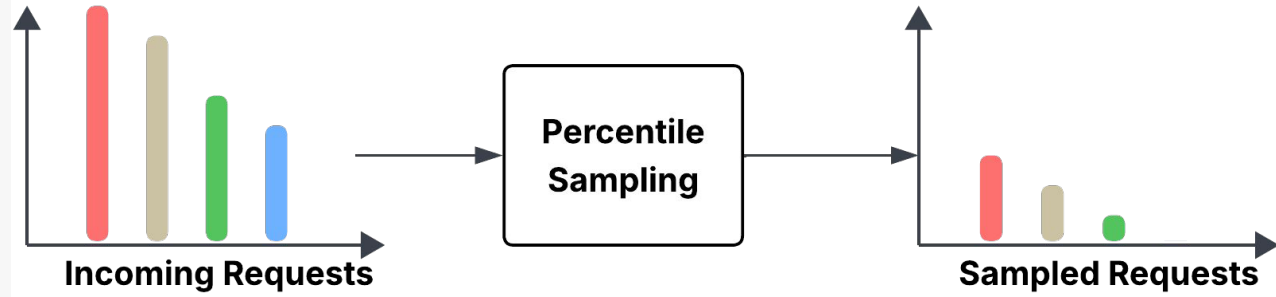 Percentile
Sampling
Incoming Requests
Sampled Requests